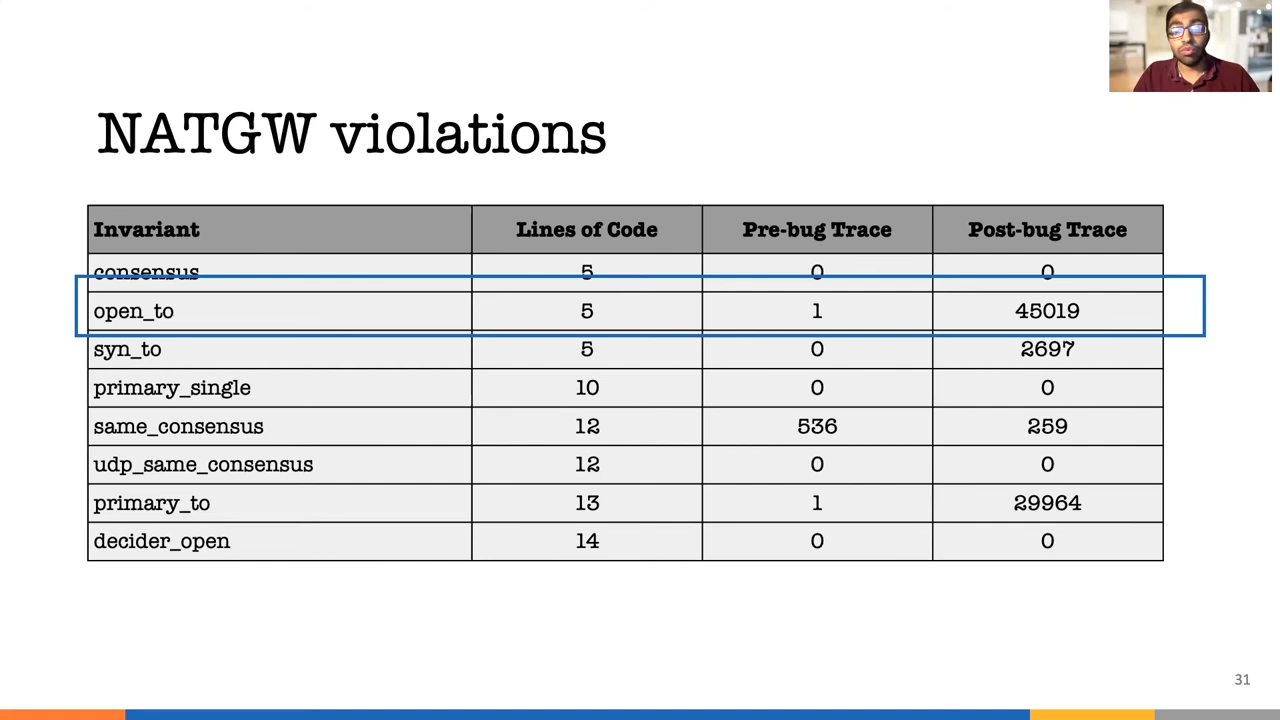 NATGW violations
Invariant Lines of Code Pre-bug Trace Post-bug Trace
consensus 5 0 0
open_to 5 1 45019
syn_to 5 0 2697
primary_single 10 0 0
same_consensus 12 536 259
udp_same_consensus 12 0 0
primary_to 13 1 29964
decider_open 14 0 0
31